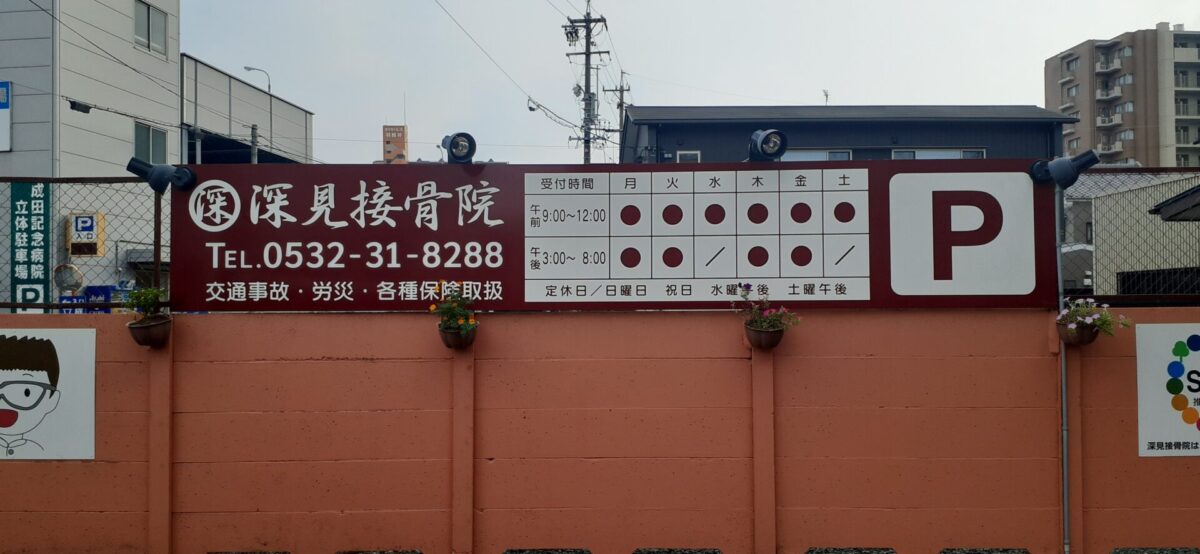 深 深見接骨院
TEL.0532-31-8288
交通事故・労災・各種保険取扱
受付時間 月 火 水 木 金 土
午前 9:00~12:00 ● ● ● ● ● ●
午後 3:00~ 8:00 ● ● ／ ● ● ／
定休日／日曜日 祝日 水曜午後 土曜午後
P
成田記念病院
立体駐車場
P
P
入口
S
推
深見接骨院は